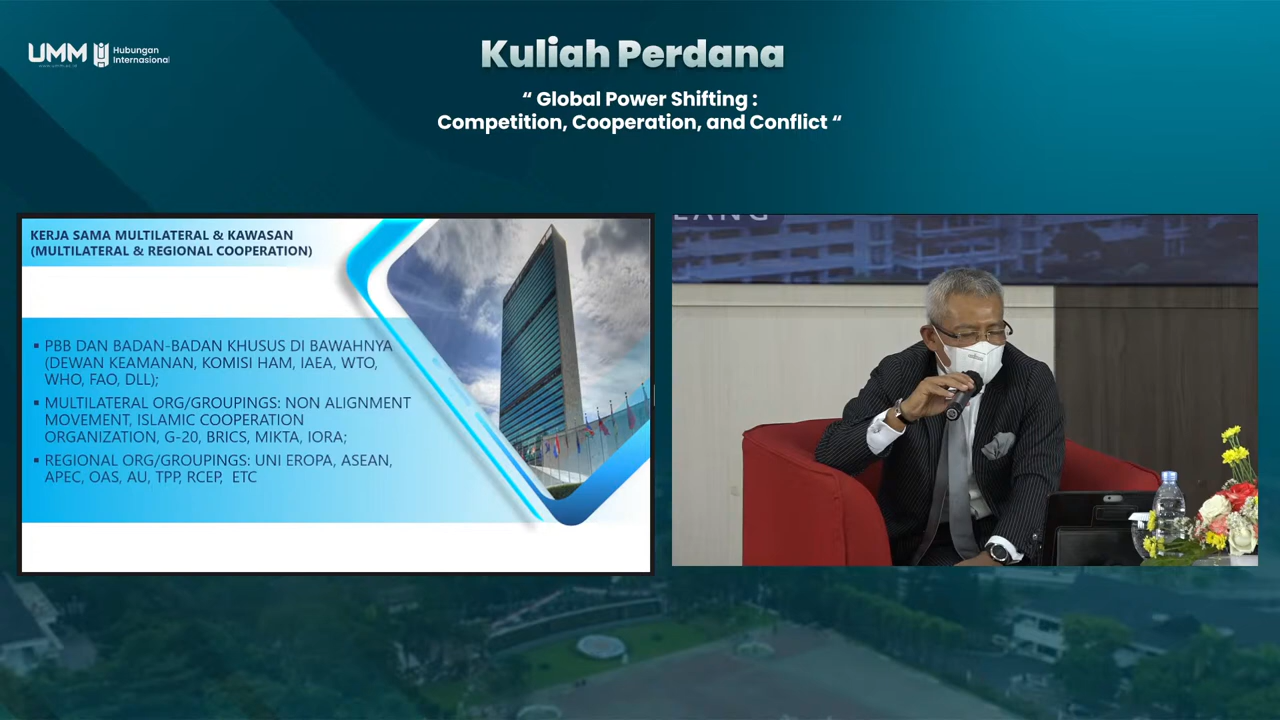 UMM
Hubungan
Internasional
Kuliah Perdana
“ Global Power Shifting :
Competition, Cooperation, and Conflict “
KERJA SAMA MULTILATERAL & KAWASAN
(MULTILATERAL & REGIONAL COOPERATION)
▪ PBB DAN BADAN-BADAN KHUSUS DI BAWAHNYA
(DEWAN KEAMANAN, KOMISI HAM, IAEA, WTO,
WHO, FAO, DLL);
▪ MULTILATERAL ORG/GROUPINGS: NON ALIGNMENT
MOVEMENT, ISLAMIC COOPERATION
ORGANIZATION, G-20, BRICS, MIKTA, IORA;
▪ REGIONAL ORG/GROUPINGS: UNI EROPA, ASEAN,
APEC, OAS, AU, TPP, RCEP, ETC
LANG